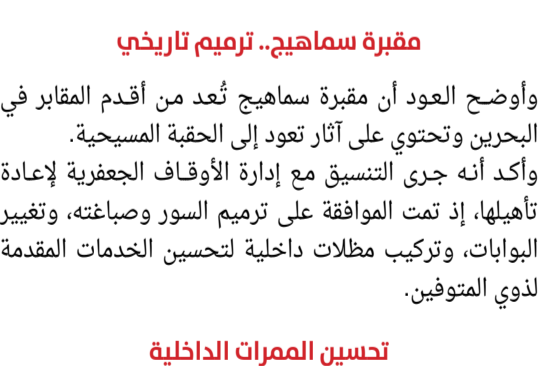 مقبرة سماهيج.. ترميم تاريخي
وأوضح العود أن مقبرة سماهيج تُعد من أقدم المقابر في
البحرين وتحتوي على آثار تعود إلى الحقبة المسيحية.
وأكد أنه جرى التنسيق مع إدارة الأوقاف الجعفرية لإعادة
تأهيلها، إذ تمت الموافقة على ترميم السور وصباغته، وتغيير
البوابات، وتركيب مظلات داخلية لتحسين الخدمات المقدمة
لذوي المتوفين.
تحسين الممرات الداخلية